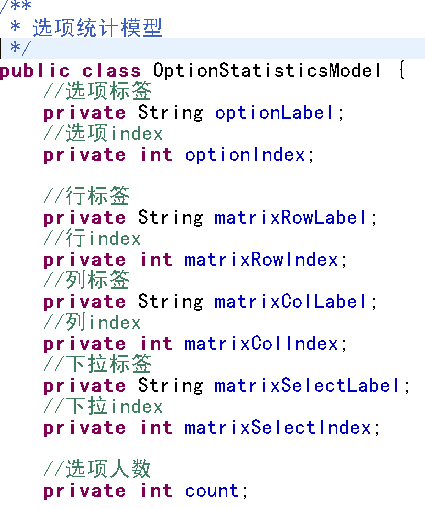 /**
 * 选项统计模型
 */
public class OptionStatisticsModel {
    //选项标签
    private String optionLabel;
    //选项index
    private int optionIndex;

    //行标签
    private String matrixRowLabel;
    //行index
    private int matrixRowIndex;
    //列标签
    private String matrixColLabel;
    //列index
    private int matrixColIndex;
    //下拉标签
    private String matrixSelectLabel;
    //下拉index
    private int matrixSelectIndex;

    //选项人数
    private int count;